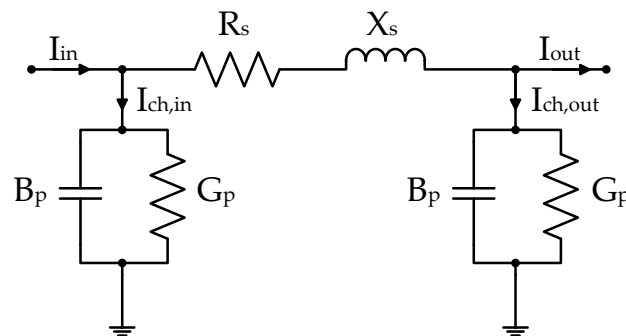 Iin Rs Xs Iout
Ich,in Ich,out
Bp Gp Bp Gp